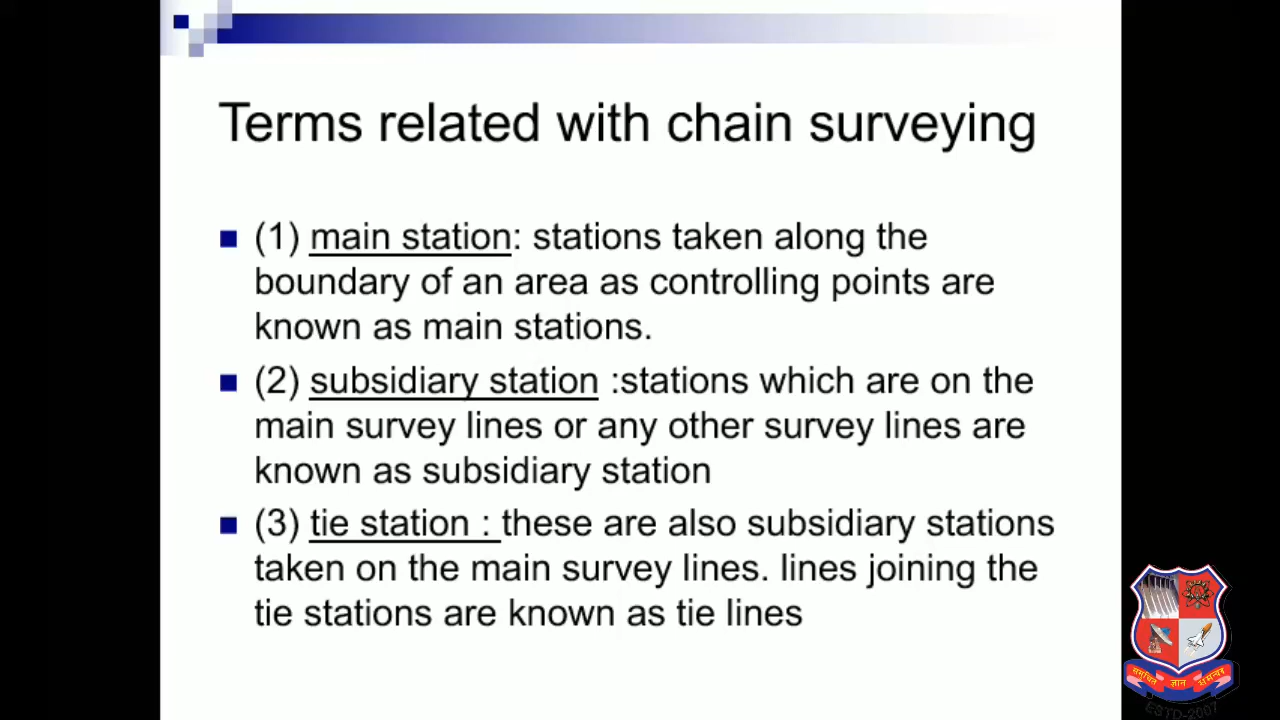 Terms related with chain surveying
(1) main station: stations taken along the
boundary of an area as controlling points are
known as main stations.
(2) subsidiary station :stations which are on the
main survey lines or any other survey lines are
known as subsidiary station
(3) tie station : these are also subsidiary stations
taken on the main survey lines. lines joining the
tie stations are known as tie lines
ज्ञान
ESTD-2007